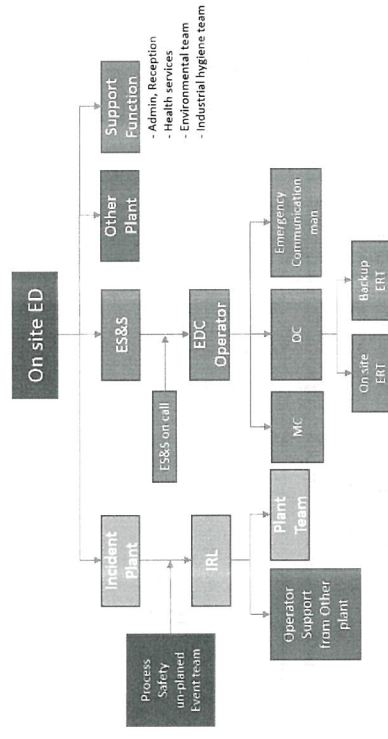 On site ED
Incident
Plant
ES&S
Other
Plant
Support
Function
- Admin, Reception
- Health services
- Environmental team
- Industrial hygiene team
Process
Safety
un-planed
Event team
ES&S on call
IRL
EDC
Operator
Operator
Support
from Other
plant
Plant
Team
MC
DC
Emergency
Communication
man
On site
ERT
Backup
ERT